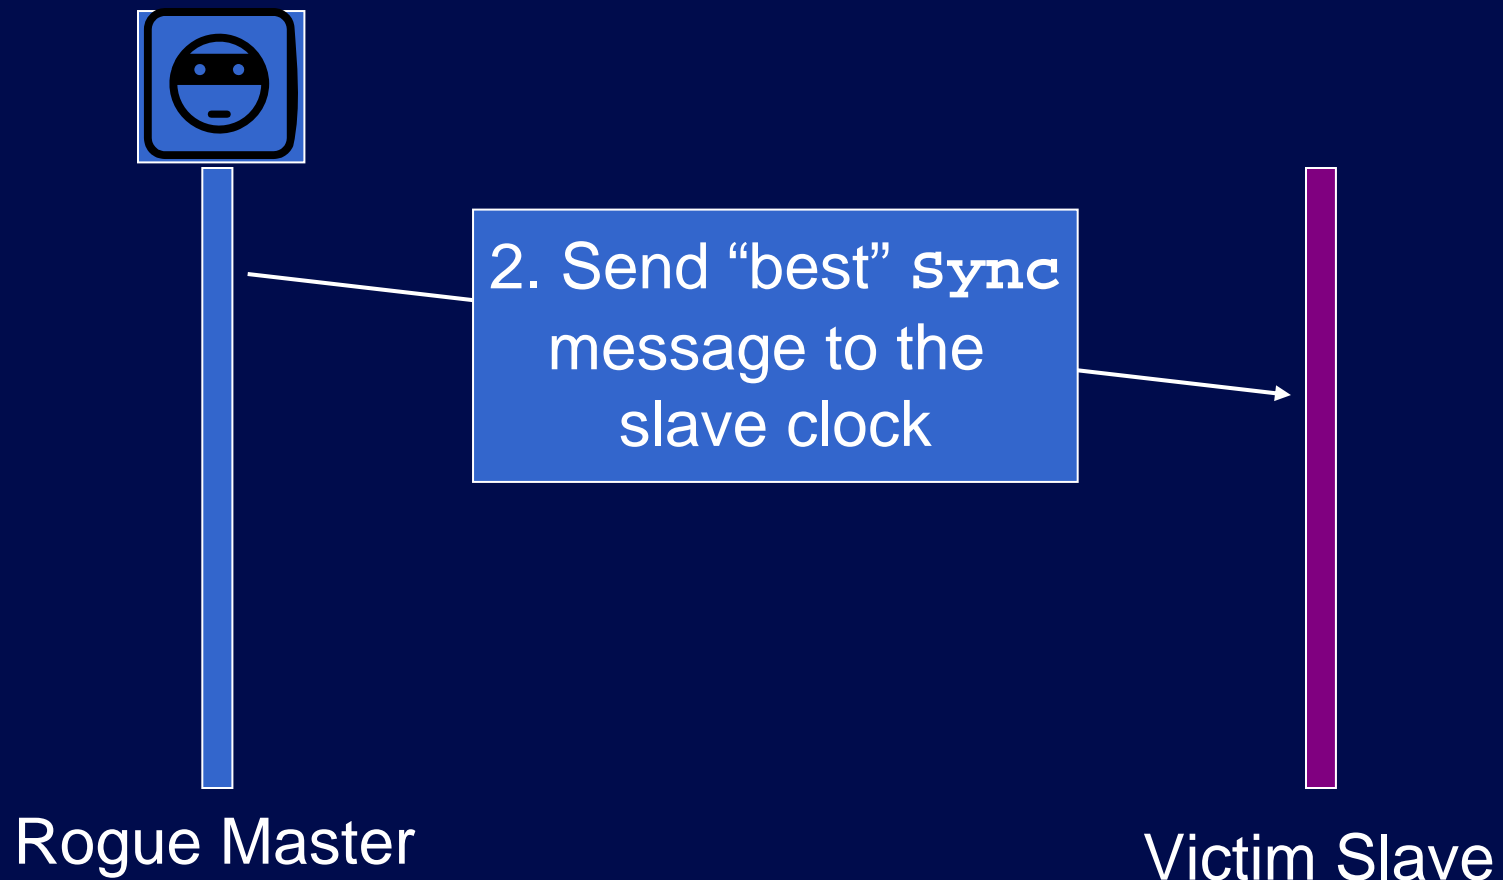 2. Send “best” Sync
message to the
slave clock
Rogue Master
Victim Slave